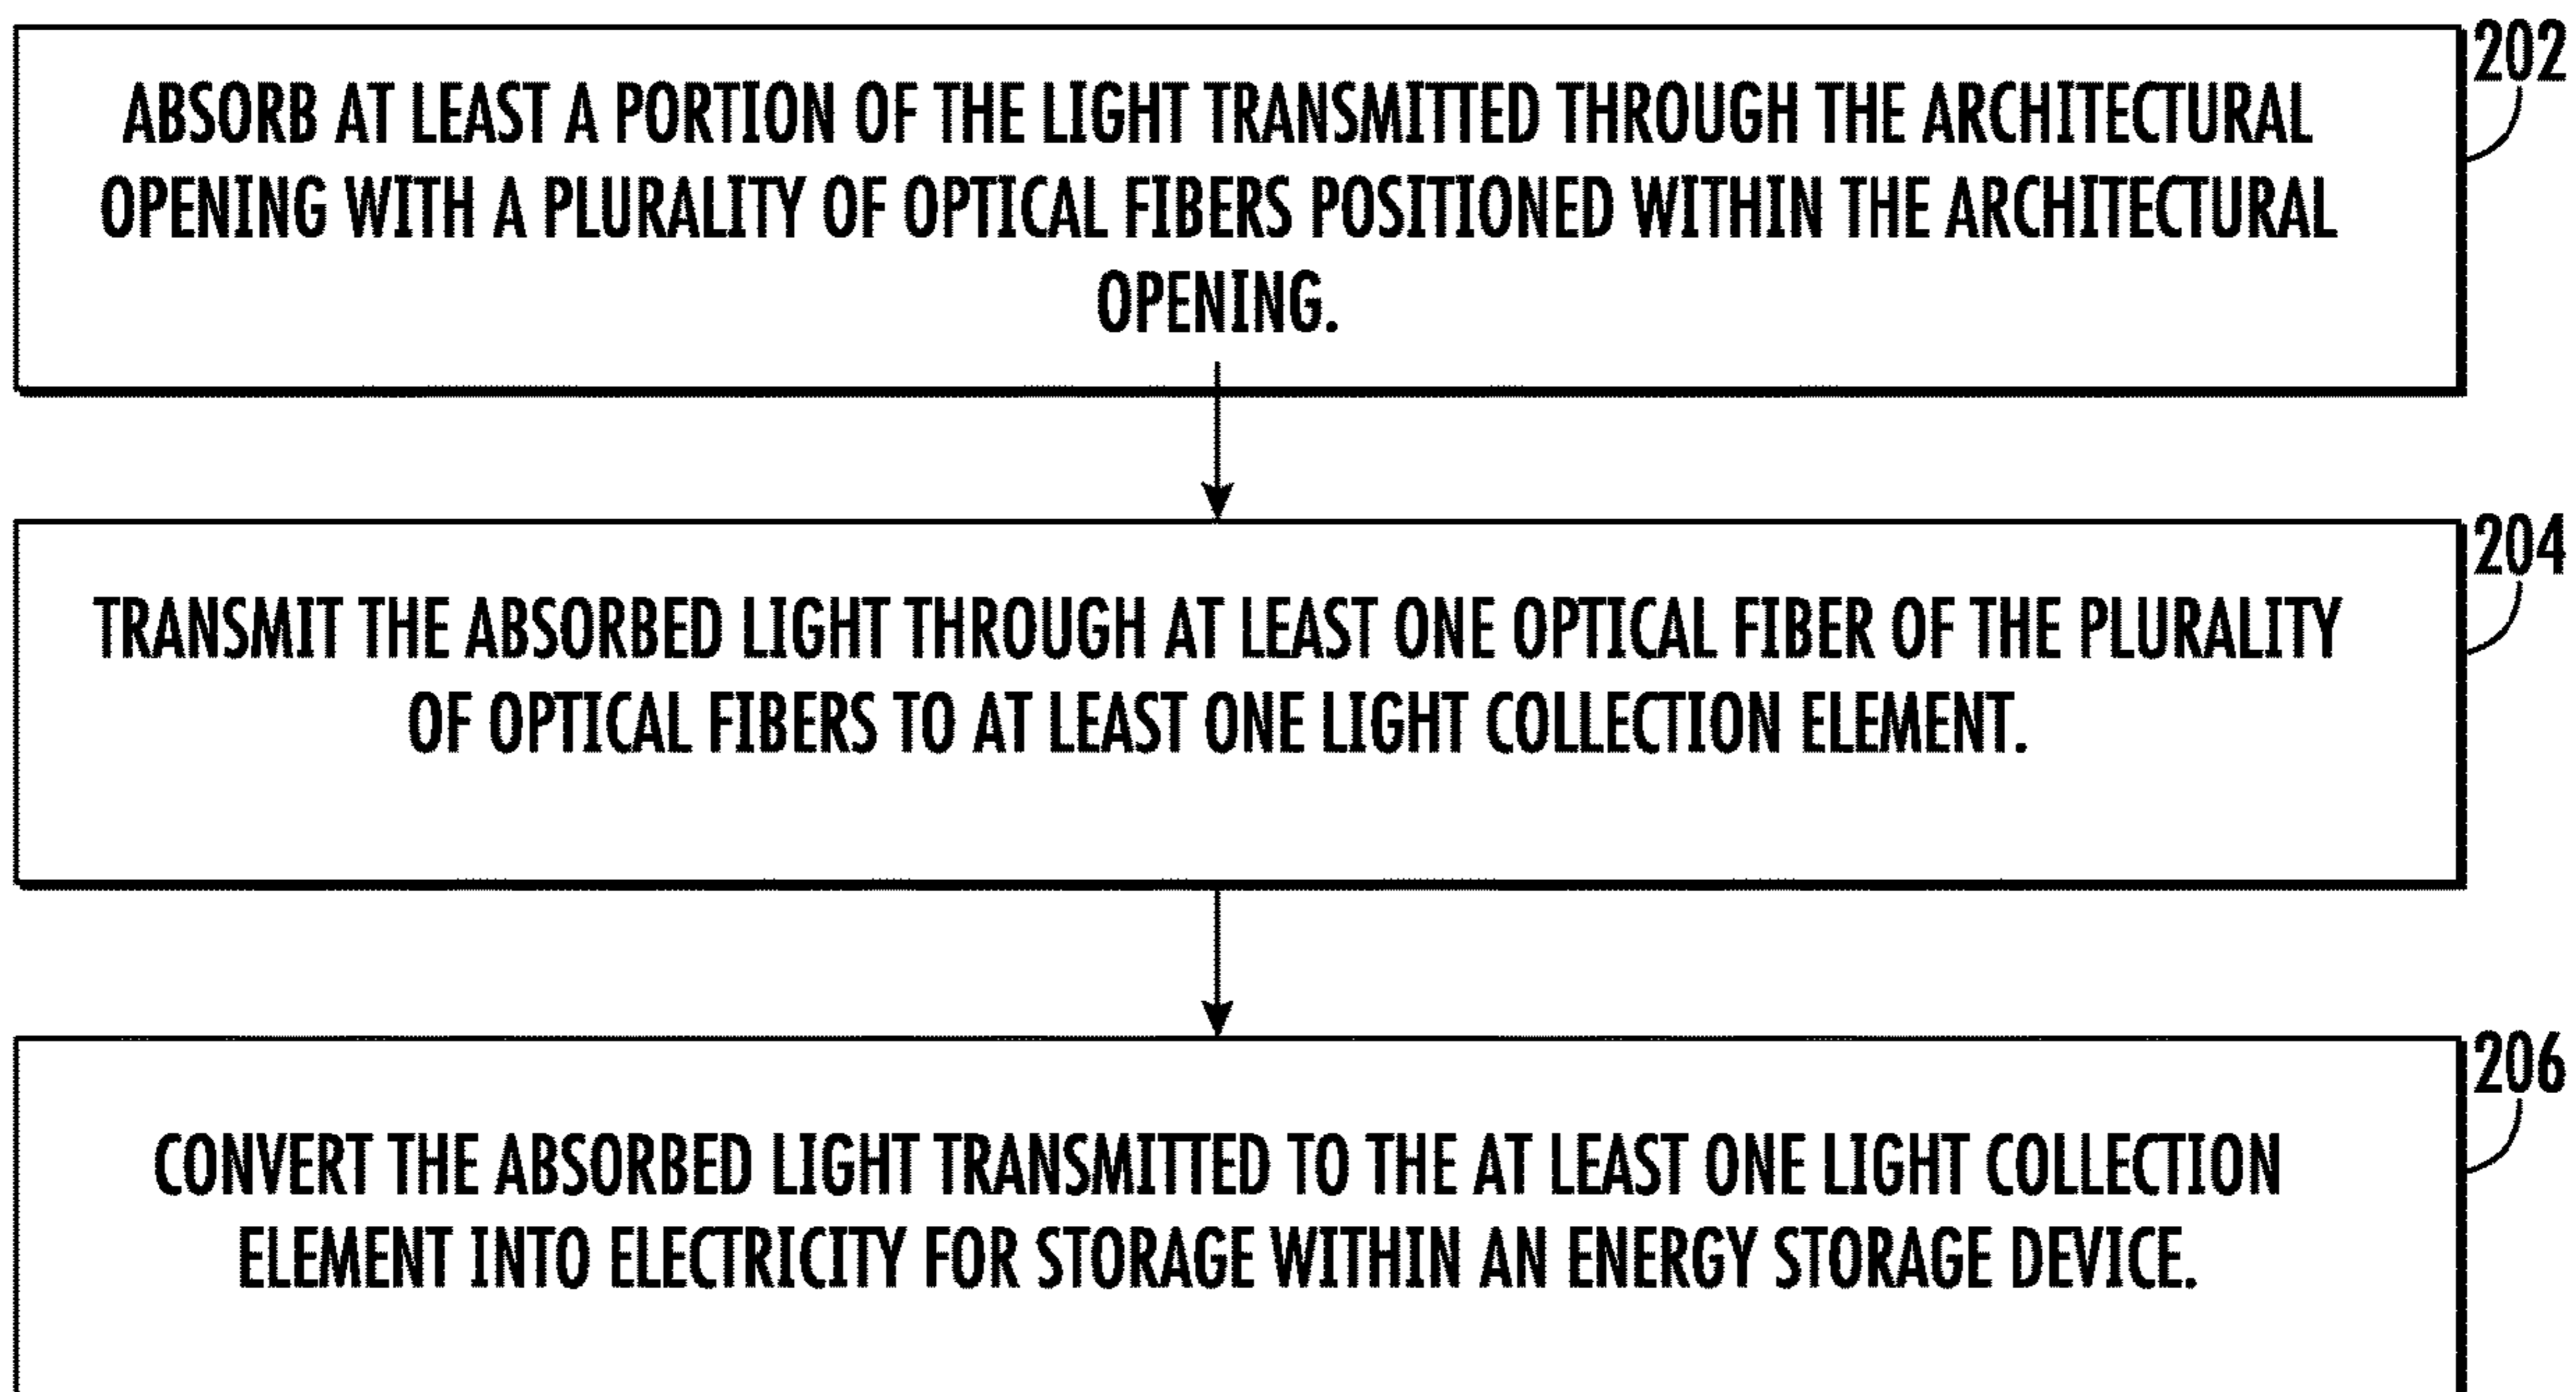 202
ABSORB AT LEAST A PORTION OF THE LIGHT TRANSMITTED THROUGH THE ARCHITECTURAL
OPENING WITH A PLURALITY OF OPTICAL FIBERS POSITIONED WITHIN THE ARCHITECTURAL
OPENING.
204
TRANSMIT THE ABSORBED LIGHT THROUGH AT LEAST ONE OPTICAL FIBER OF THE PLURALITY
OF OPTICAL FIBERS TO AT LEAST ONE LIGHT COLLECTION ELEMENT.
206
CONVERT THE ABSORBED LIGHT TRANSMITTED TO THE AT LEAST ONE LIGHT COLLECTION
ELEMENT INTO ELECTRICITY FOR STORAGE WITHIN AN ENERGY STORAGE DEVICE.